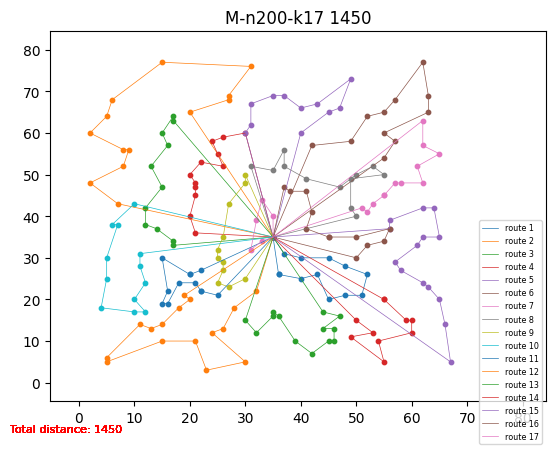 M-n200-k17 1450
80
70
60
50
40
30
20
10
0
0
10
20
30
40
50
60
70
80
route 1
route 2
route 3
route 4
route 5
route 6
route 7
route 8
route 9
route 10
route 11
route 12
route 13
route 14
route 15
route 16
route 17
Total distance: 1450